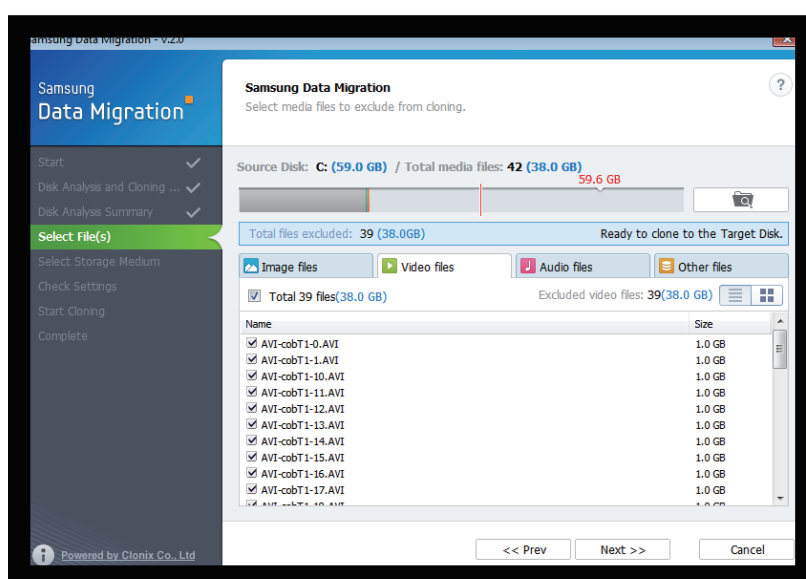 Samsung Data Migration - v.2.0
Samsung
Data Migration
Samsung Data Migration
Select media files to exclude from cloning.
?
Start
Disk Analysis and Cloning ...
Disk Analysis Summary
Select File(s)
Select Storage Medium
Check Settings
Start Cloning
Complete
Source Disk: C: (59.0 GB) / Total media files: 42 (38.0 GB)
59.6 GB
Total files excluded: 39 (38.0GB) Ready to clone to the Target Disk.
Image files Video files Audio files Other files
Total 39 files(38.0 GB) Excluded video files: 39(38.0 GB)
Name Size
AVI-cobT1-0.AVI 1.0 GB
AVI-cobT1-1.AVI 1.0 GB
AVI-cobT1-10.AVI 1.0 GB
AVI-cobT1-11.AVI 1.0 GB
AVI-cobT1-12.AVI 1.0 GB
AVI-cobT1-13.AVI 1.0 GB
AVI-cobT1-14.AVI 1.0 GB
AVI-cobT1-15.AVI 1.0 GB
AVI-cobT1-16.AVI 1.0 GB
AVI-cobT1-17.AVI 1.0 GB
Powered by Clonix Co., Ltd
<< Prev Next >> Cancel